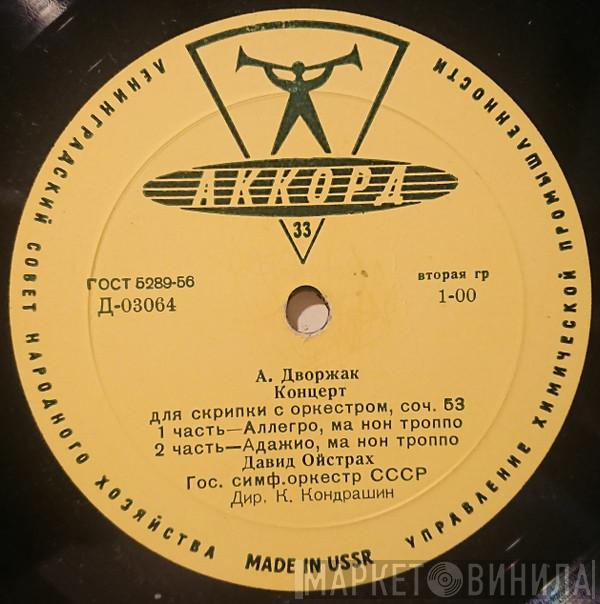 ЛЕНИНГРАДСКИЙ СОВЕТ НАРОДНОГО ХОЗЯЙСТВА
УПРАВЛЕНИЕ ХИМИЧЕСКОЙ ПРОМЫШЛЕННОСТИ
АККОРД
33
ГОСТ 5289-56
Д-03064
вторая гр
1-00
А. Дворжак
Концерт
для скрипки с оркестром, соч. 53
1 часть—Аллегро, ма нон троппо
2 часть—Адажио, ма нон троппо
Давид Ойстрах
Гос. симф.оркестр СССР
Дир. К. Кондрашин
MADE IN USSR
МАРКЕТ ВИНИЛА